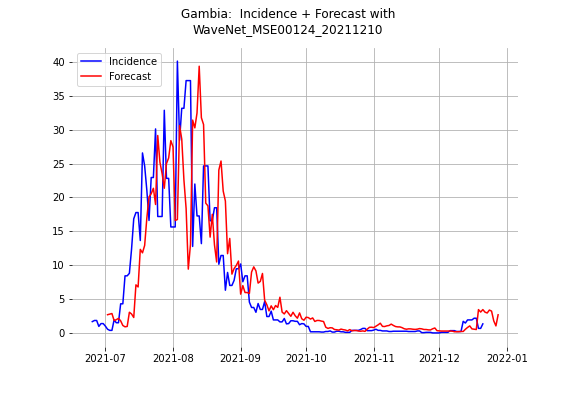 Gambia:  Incidence + Forecast with
WaveNet_MSE00124_20211210
Incidence
Forecast
40
35
30
25
20
15
10
5
0
2021-07 2021-08 2021-09 2021-10 2021-11 2021-12 2022-01